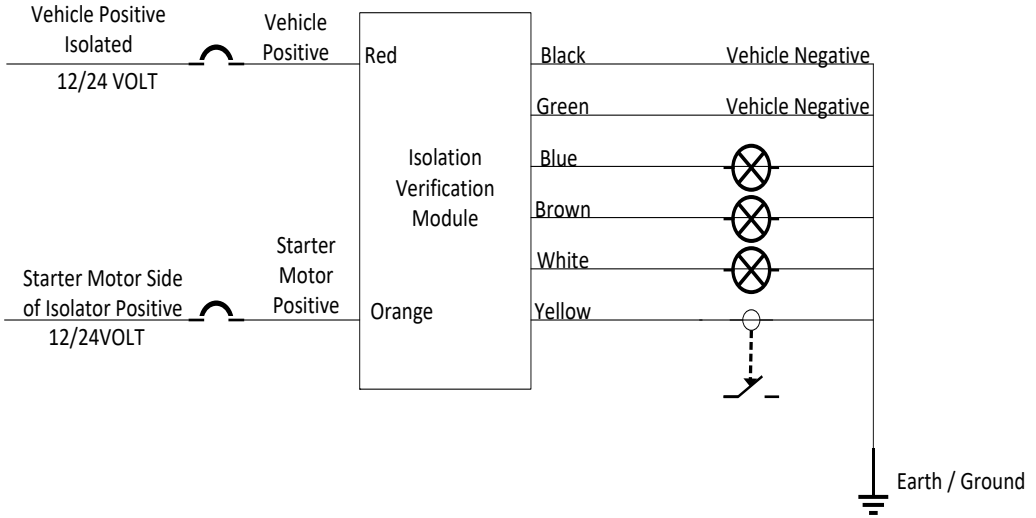 Vehicle Positive
Isolated
12/24 VOLT
Vehicle
Positive
Red
Black
Vehicle Negative
Green
Vehicle Negative
Isolation
Verification
Module
Blue
Brown
White
Starter Motor Side
of Isolator Positive
12/24VOLT
Starter
Motor
Positive
Orange
Yellow
Earth / Ground